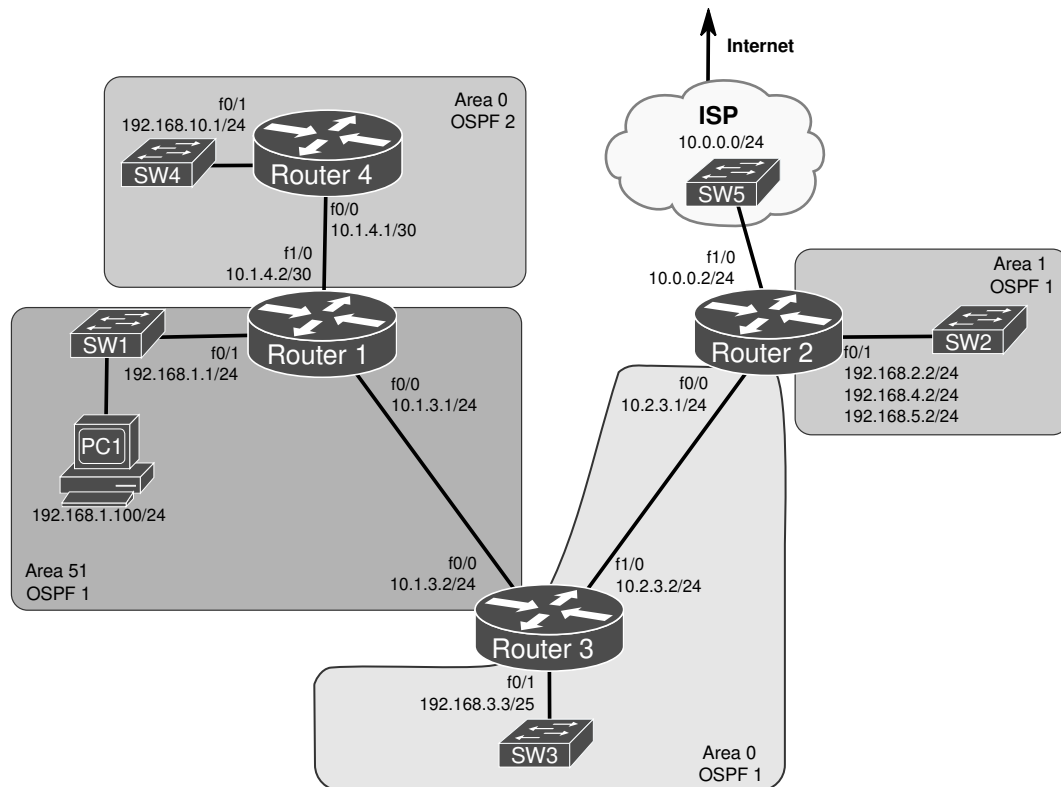 Internet
Area 0
OSPF 2
f0/1
192.168.10.1/24
SW4
Router 4
f0/0
10.1.4.1/30
f1/0
10.1.4.2/30
ISP
10.0.0.0/24
SW5
f1/0
10.0.0.2/24
Area 1
OSPF 1
SW2
Router 2
f0/1
192.168.2.2/24
192.168.4.2/24
192.168.5.2/24
f0/0
10.2.3.1/24
SW1
Router 1
f0/1
192.168.1.1/24
f0/0
10.1.3.1/24
PC1
192.168.1.100/24
Area 51
OSPF 1
f0/0
10.1.3.2/24
f1/0
10.2.3.2/24
Router 3
f0/1
192.168.3.3/25
SW3
Area 0
OSPF 1